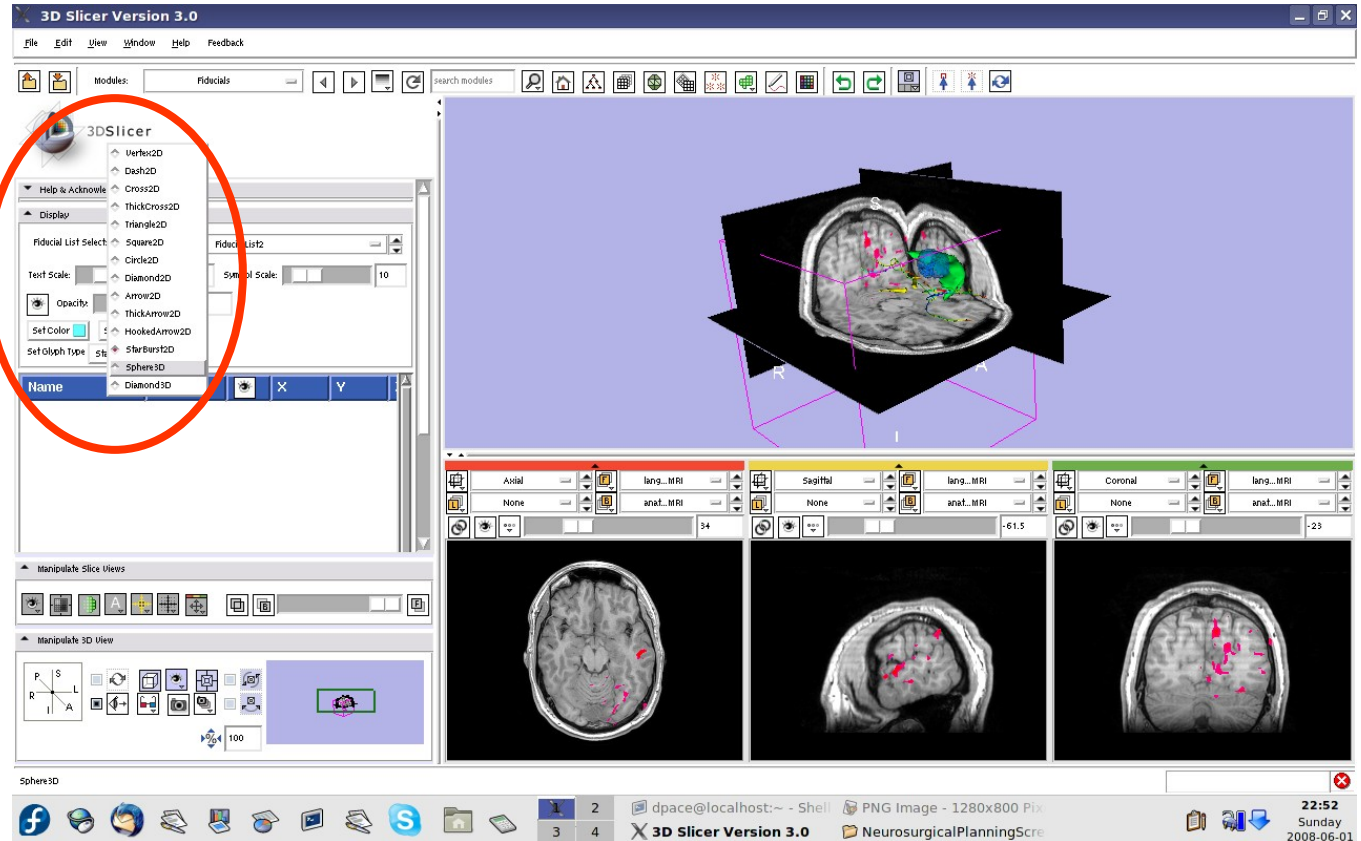 3D Slicer Version 3.0
File Edit View Window Help Feedback
Modules: Fiducials search modules
3DSlicer
Vertex2D
Dash2D
Cross2D
ThickCross2D
Triangle2D
Square2D
Circle2D
Diamond2D
Arrow2D
ThickArrow2D
HookedArrow2D
StarBurst2D
Sphere3D
Diamond3D
Help & Acknowle
Display
Fiducial List Select FiducialList2
Text Scale: Symbol Scale: 10
Opacity:
Set Color
Set Glyph Type Sta
Name X Y
S
R A
I
Axial lang...MRI
None anat...MRI
34
Sagittal lang...MRI
None anat...MRI
-61.5
Coronal lang...MRI
None anat...MRI
-23
Manipulate Slice Views
Manipulate 3D View
P S
R L
I A
100
Sphere3D
1 2
3 4
dpace@localhost:~ - Shell
PNG Image - 1280x800 Pix
3D Slicer Version 3.0
NeurosurgicalPlanningScre
22:52
Sunday
2008-06-01